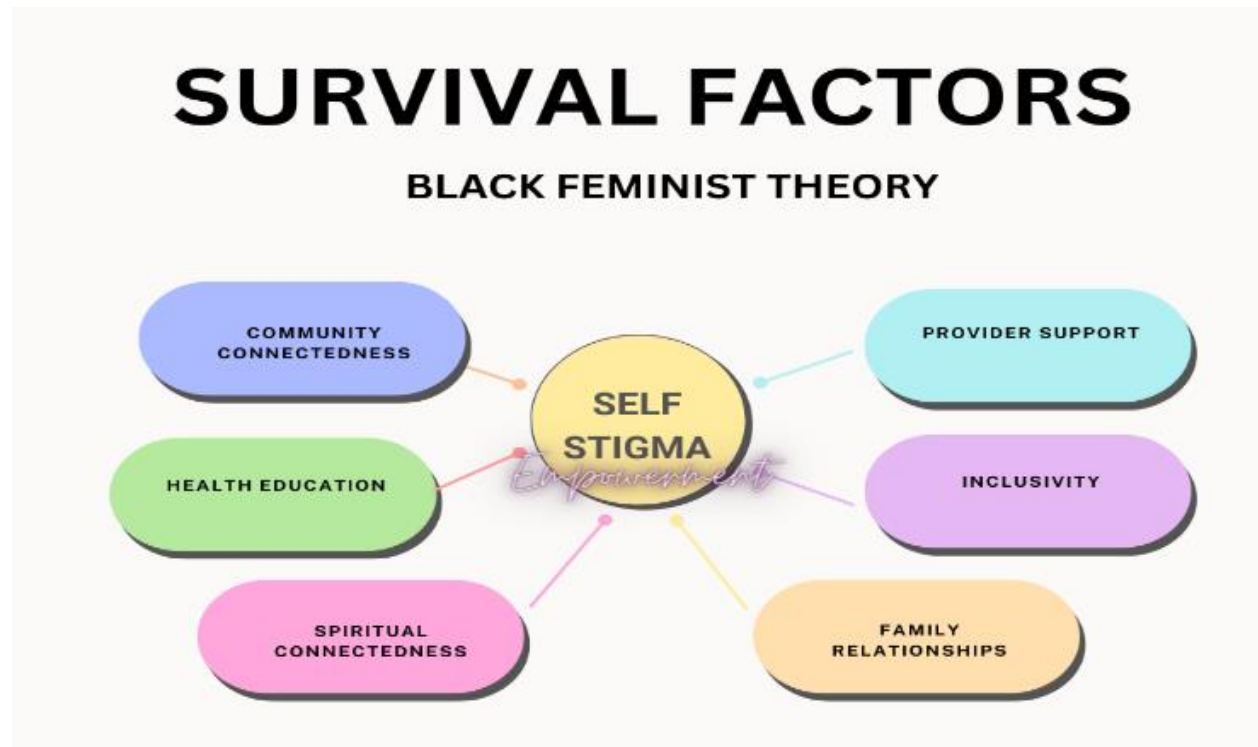 SURVIVAL FACTORS
BLACK FEMINIST THEORY
COMMUNITY
CONNECTEDNESS
PROVIDER SUPPORT
SELF
STIGMA
Empowerment
HEALTH EDUCATION
INCLUSIVITY
SPIRITUAL
CONNECTEDNESS
FAMILY
RELATIONSHIPS